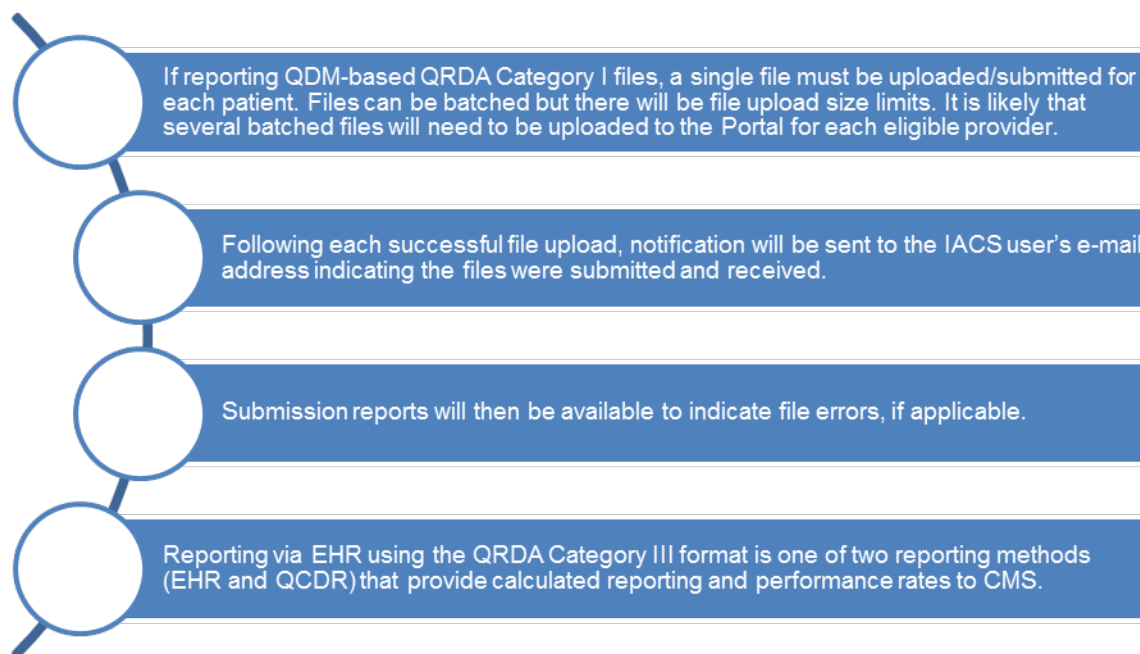 If reporting QDM-based QRDA Category I files, a single file must be uploaded/submitted for
each patient. Files can be batched but there will be file upload size limits. It is likely that
several batched files will need to be uploaded to the Portal for each eligible provider.
Following each successful file upload, notification will be sent to the IACS user’s e-mail
address indicating the files were submitted and received.
Submission reports will then be available to indicate file errors, if applicable.
Reporting via EHR using the QRDA Category III format is one of two reporting methods
(EHR and QCDR) that provide calculated reporting and performance rates to CMS.